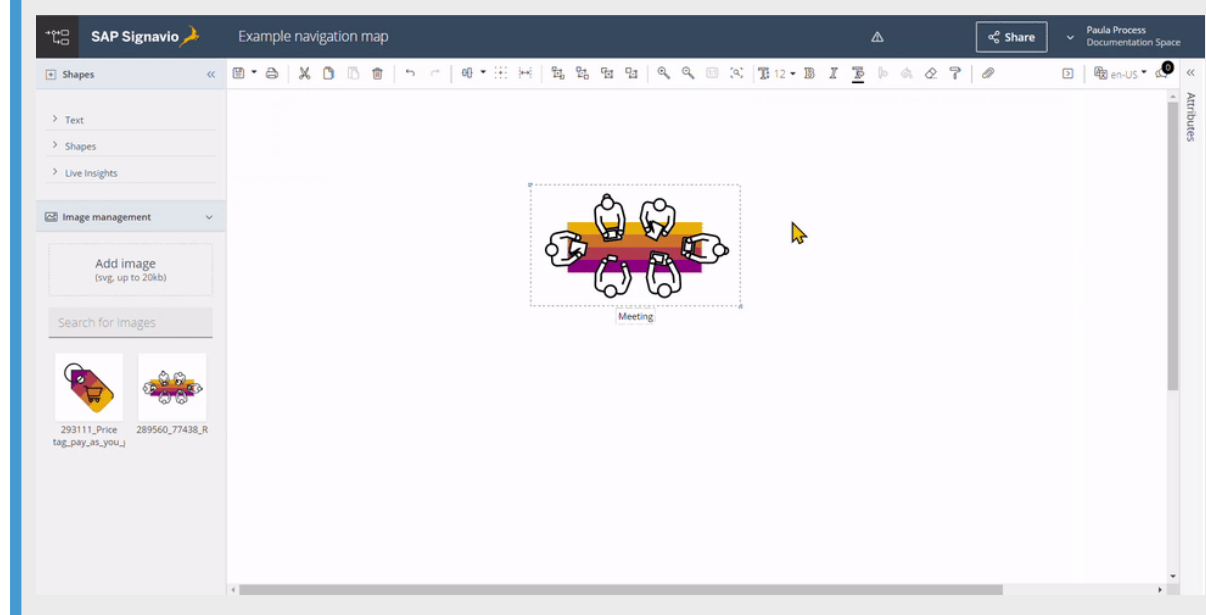 SAP Signavio
Example navigation map
Share
Paula Process
Documentation Space
Shapes
12
B
I
en-US
0
Attributes
Text
Shapes
Live Insights
Image management
Add image
(svg, up to 20kb)
Search for Images
293111_Price
tag_pay_as_you_
289560_77438_R
Meeting